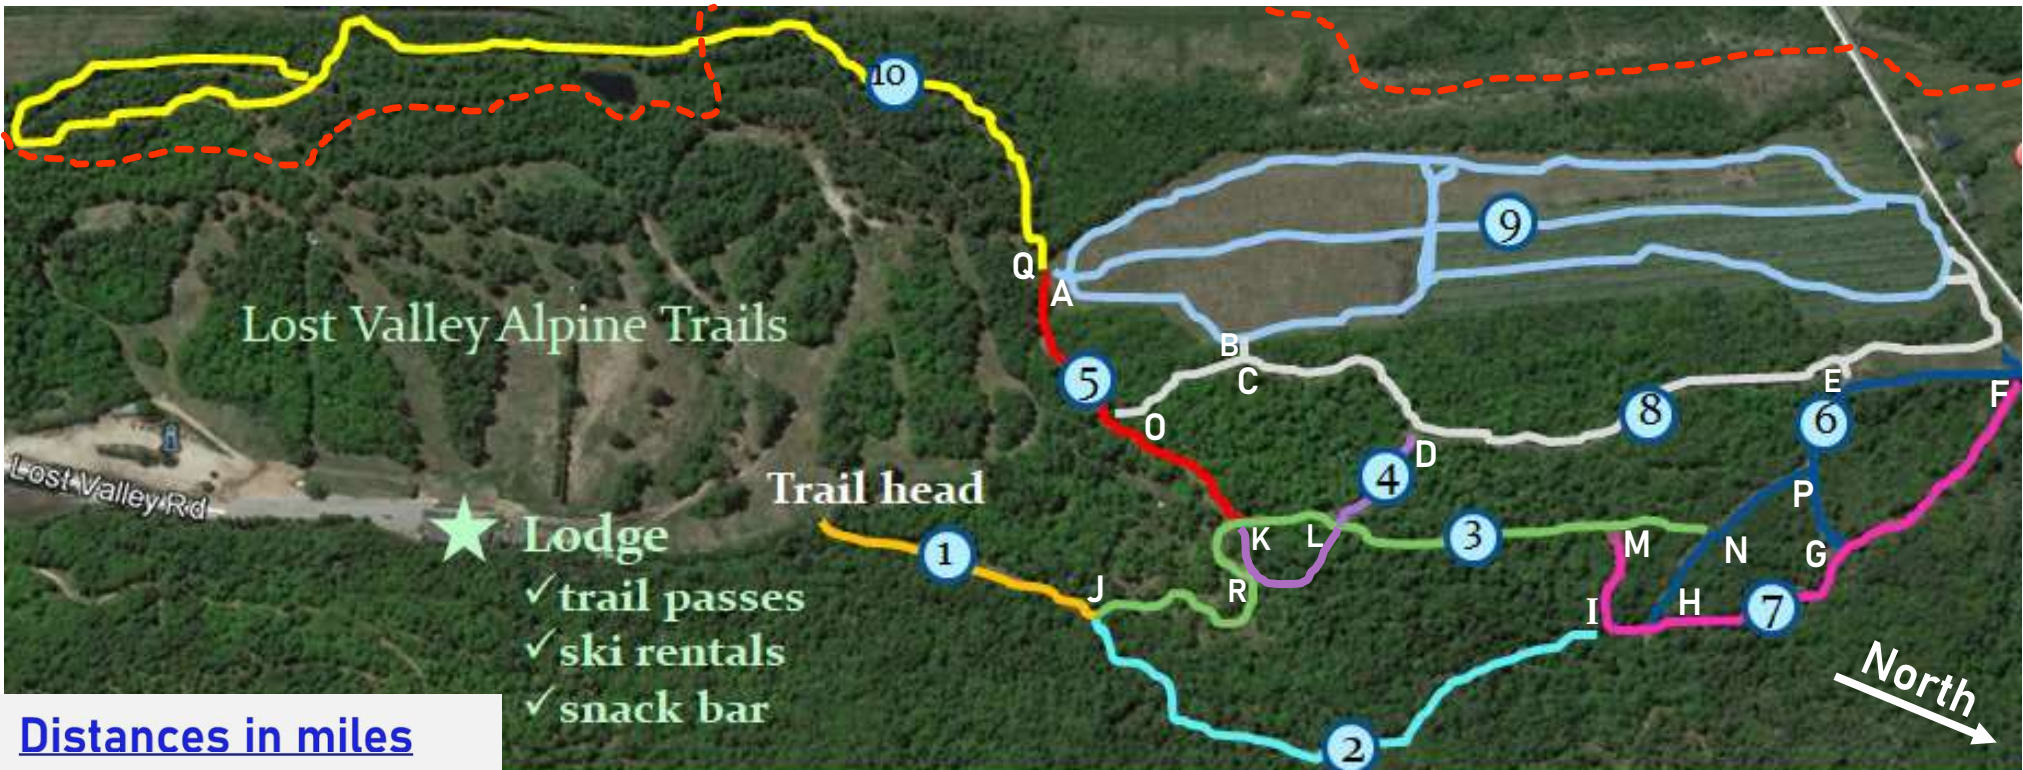 10
9
Q
A
Lost Valley Alpine Trails
B
C
5
E
F
8
6
O
D
4
Trail head
P
Lost Valley Rd
Lodge
1
K
L
3
M
N
G
✓trail passes
J
R
I
H
7
✓ski rentals
North
✓snack bar
2
Distances in miles